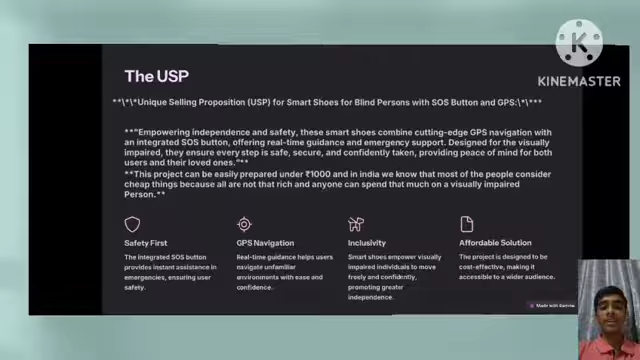 KINEMASTER
The USP
**\*\*Unique Selling Proposition (USP) for Smart Shoes for Blind Persons with SOS Button and GPS:\*\***
**"Empowering independence and safety, these smart shoes combine cutting-edge GPS navigation with
an integrated SOS button, offering real-time guidance and emergency support. Designed for the visually
impaired, they ensure every step is safe, secure, and confidently taken, providing peace of mind for both
users and their loved ones."**
**This project can be easily prepared under ₹1000 and in india we know that most of the people consider
cheap things because all are not that rich and anyone can spend that much on a visually impaired
Person.**
Safety First
The integrated SOS button
provides instant assistance in
emergencies, ensuring user
safety.
GPS Navigation
Real-time guidance helps users
navigate unfamiliar
environments with ease and
confidence.
Inclusivity
Smart shoes empower visually
impaired individuals to move
freely and confidently,
promoting greater
independence.
Affordable Solution
The project is designed to be
cost-effective, making it
accessible to a wider audience.
Made with Gamma